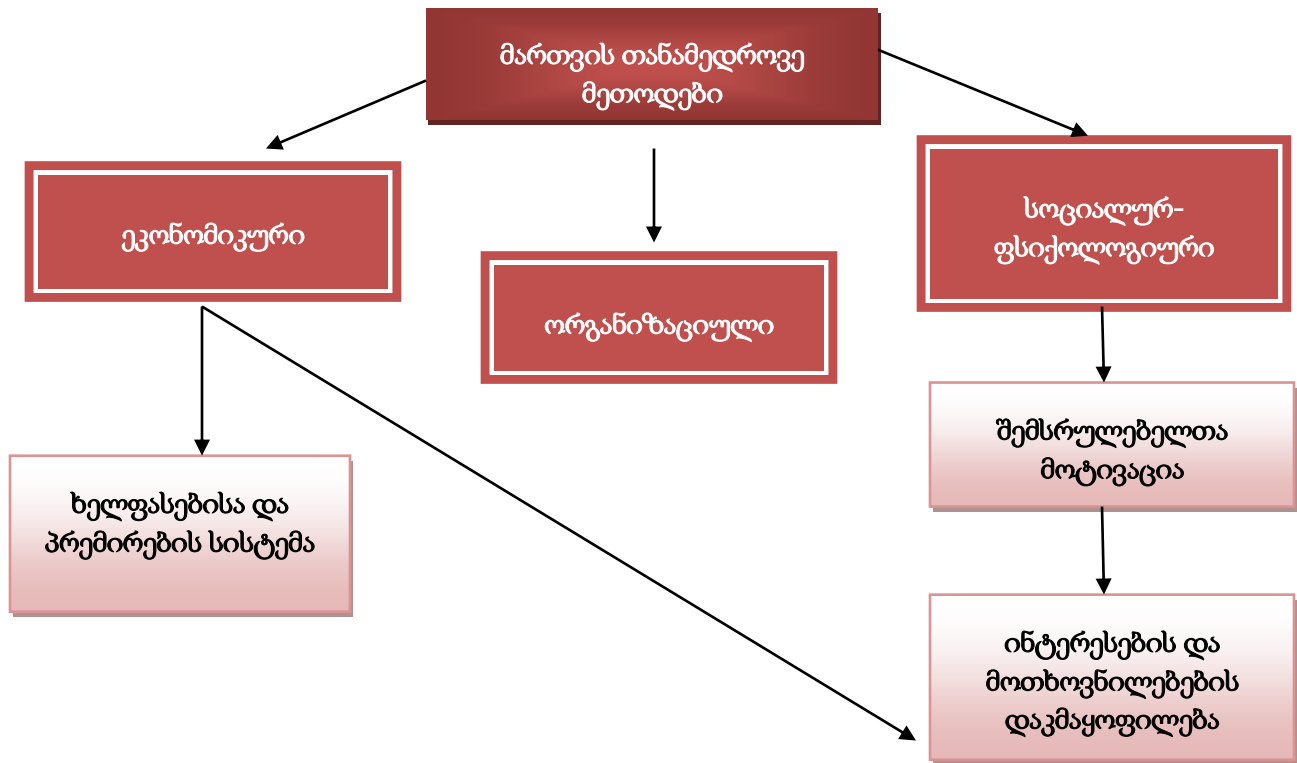 მართვის თანამედროვე
მეთოდები
ეკონომიკური
ორგანიზაციული
სოციალურ-
ფსიქოლოგიური
ხელფასებისა და
პრემირების სისტემა
შემსრულებელთა
მოტივაცია
ინტერესების და
მოთხოვნილებების
დაკმაყოფილება